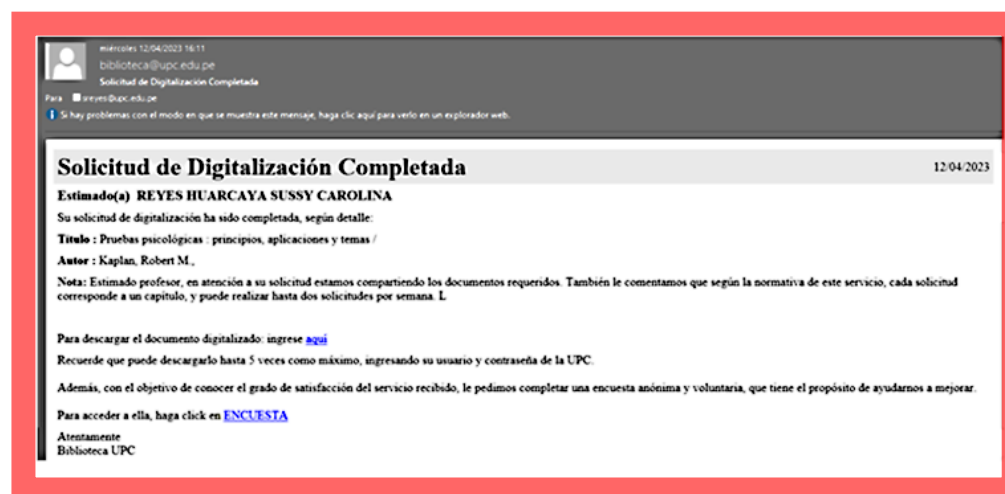 miércoles 12/04/2023 16:11
biblioteca@upc.edu.pe
Solicitud de Digitalización Completada
Para sreyes@upc.edu.pe
Si hay problemas con el modo en que se muestra este mensaje, haga clic aquí para verlo en un explorador web.
Solicitud de Digitalización Completada 12/04/2023
Estimado(a) REYES HUARCAYA SUSSY CAROLINA
Su solicitud de digitalización ha sido completada, según detalle:
Título : Pruebas psicológicas : principios, aplicaciones y temas /
Autor : Kaplan, Robert M.,
Nota: Estimado profesor, en atención a su solicitud estamos compartiendo los documentos requeridos. También le comentamos que según la normativa de este servicio, cada solicitud
corresponde a un capítulo, y puede realizar hasta dos solicitudes por semana. L
Para descargar el documento digitalizado: ingrese aquí
Recuerde que puede descargarlo hasta 5 veces como máximo, ingresando su usuario y contraseña de la UPC.
Además, con el objetivo de conocer el grado de satisfacción del servicio recibido, le pedimos completar una encuesta anónima y voluntaria, que tiene el propósito de ayudarnos a mejorar.
Para acceder a ella, haga click en ENCUESTA
Atentamente
Biblioteca UPC